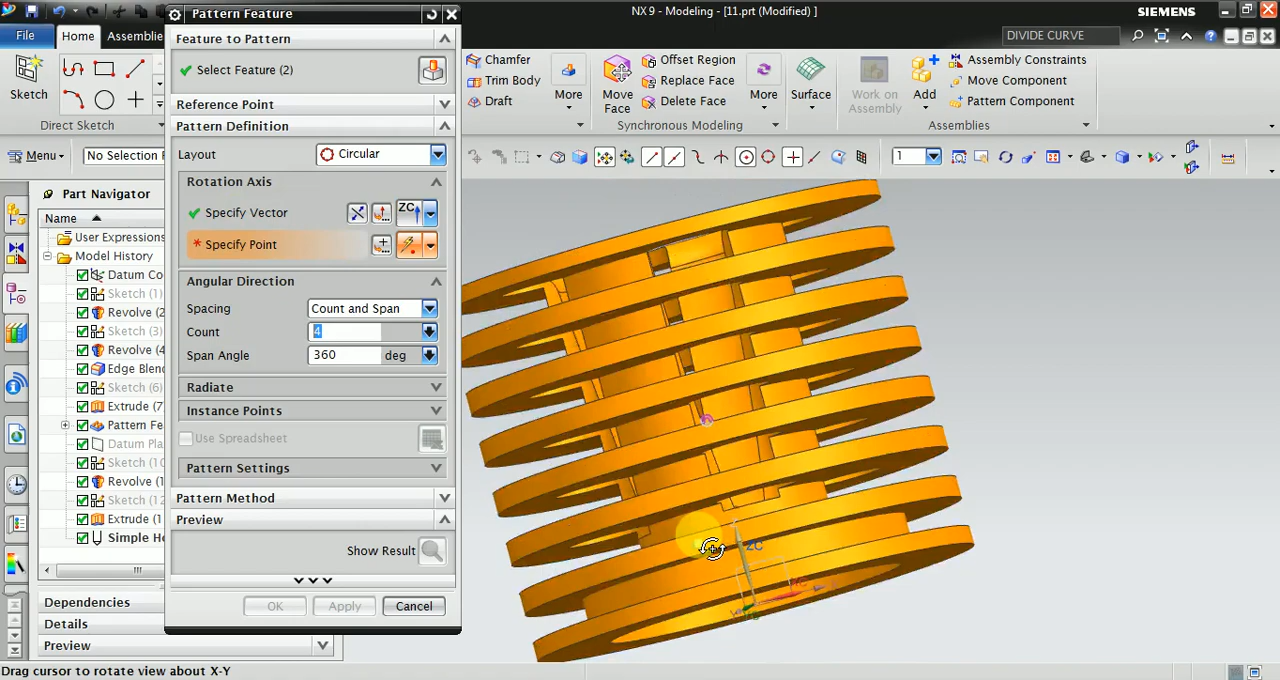 NX 9 - Modeling - [11.prt (Modified) ]
SIEMENS
File
Home
Assemblie
DIVIDE CURVE
Sketch
Direct Sketch
Chamfer
Trim Body
Draft
More
Move
Face
Offset Region
Replace Face
Delete Face
More
Synchronous Modeling
Surface
Work on
Assembly
Add
Assembly Constraints
Move Component
Pattern Component
Assemblies
Menu
No Selection F
1
Part Navigator
Name
User Expressions
Model History
Datum Co
Sketch (1)
Revolve (2
Sketch (3)
Revolve (4
Edge Blen
Sketch (6)
Extrude (7
Pattern Fe
Datum Pla
Sketch (10
Revolve (1
Sketch (12
Extrude (1
Simple Ho
Dependencies
Details
Preview
Pattern Feature
Feature to Pattern
Select Feature (2)
Reference Point
Pattern Definition
Layout
Circular
Rotation Axis
Specify Vector
ZC
* Specify Point
Angular Direction
Spacing
Count and Span
Count
4
Span Angle
360
deg
Radiate
Instance Points
Use Spreadsheet
Pattern Settings
Pattern Method
Preview
Show Result
OK
Apply
Cancel
ZC
Drag cursor to rotate view about X-Y